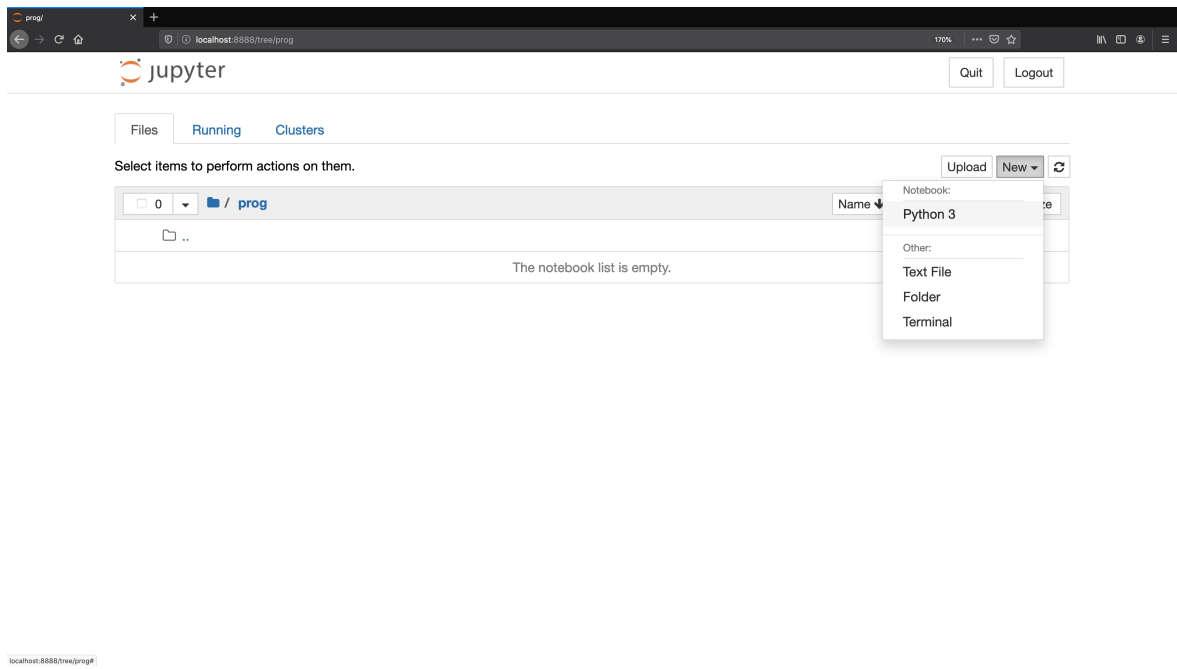 prog/
localhost:8888/tree/prog
170%
jupyter
Quit
Logout
Files
Running
Clusters
Select items to perform actions on them.
Upload
New
0
/ prog
Name
Notebook:
Python 3
..
Other:
The notebook list is empty.
Text File
Folder
Terminal
localhost:8888/tree/prog#